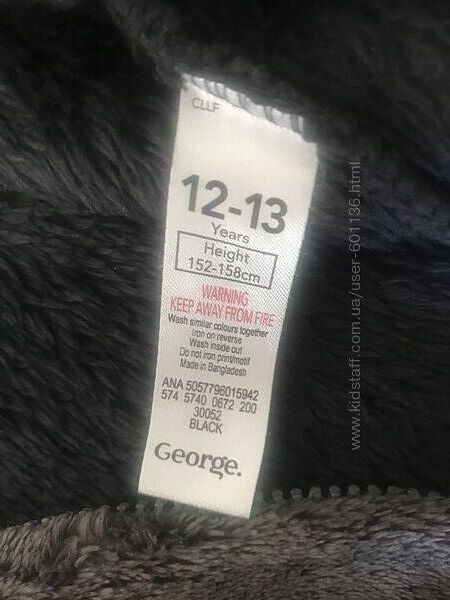 CLLF
12-13
Years
Height
152-158cm
WARNING
KEEP AWAY FROM FIRE
Wash similar colours together
Iron on reverse
Wash inside out
Do not iron print/motif
Made in Bangladesh
ANA 5057796015942
574 5740 0672 200
30052
BLACK
George.
www.kidstaff.com.ua/user-601136.html